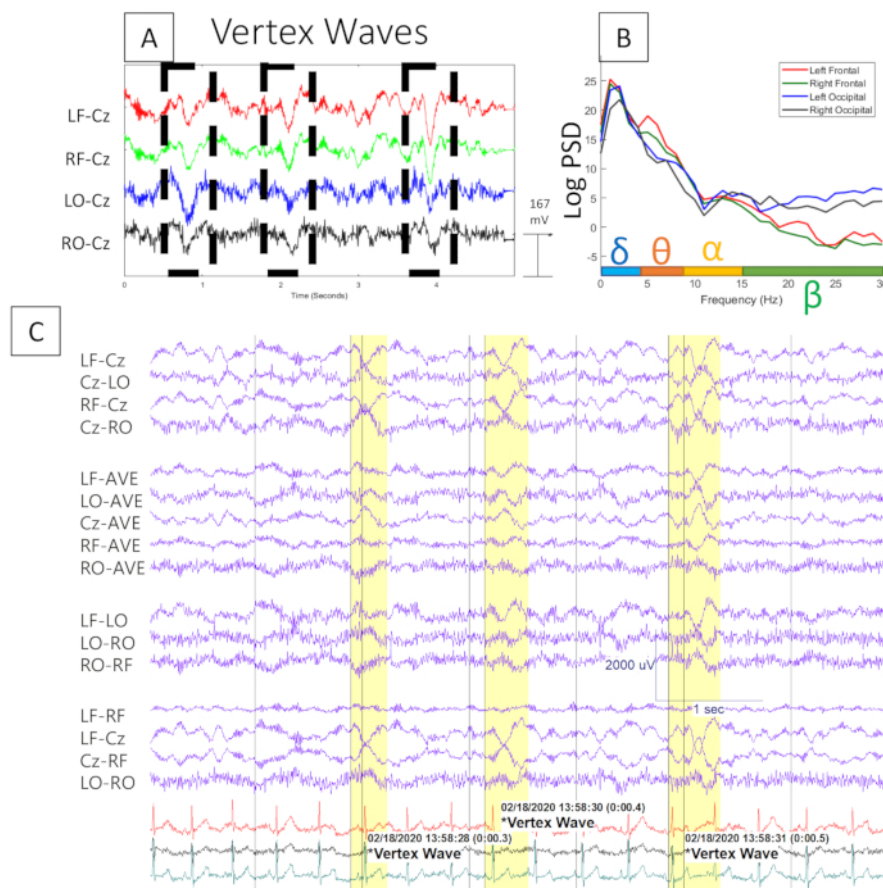 A
Vertex Waves
LF-Cz
RF-Cz
LO-Cz
RO-Cz
167
mV
0
1
2
3
4
Time (Seconds)
B
Left Frontal
Right Frontal
Left Occipital
Right Occipital
Log PSD
25
20
15
10
5
0
-5
δ θ α β
0 5 10 15 20 25 30
Frequency (Hz)
C
LF-Cz
Cz-LO
RF-Cz
Cz-RO
LF-AVE
LO-AVE
Cz-AVE
RF-AVE
RO-AVE
LF-LO
LO-RO
RO-RF
2000 uV
1 sec
LF-RF
LF-Cz
Cz-RF
LO-RO
02/18/2020 13:58:30 (0:00.4)
*Vertex Wave
02/18/2020 13:58:28 (0:00.3)
*Vertex Wave
02/18/2020 13:58:31 (0:00.5)
*Vertex Wave